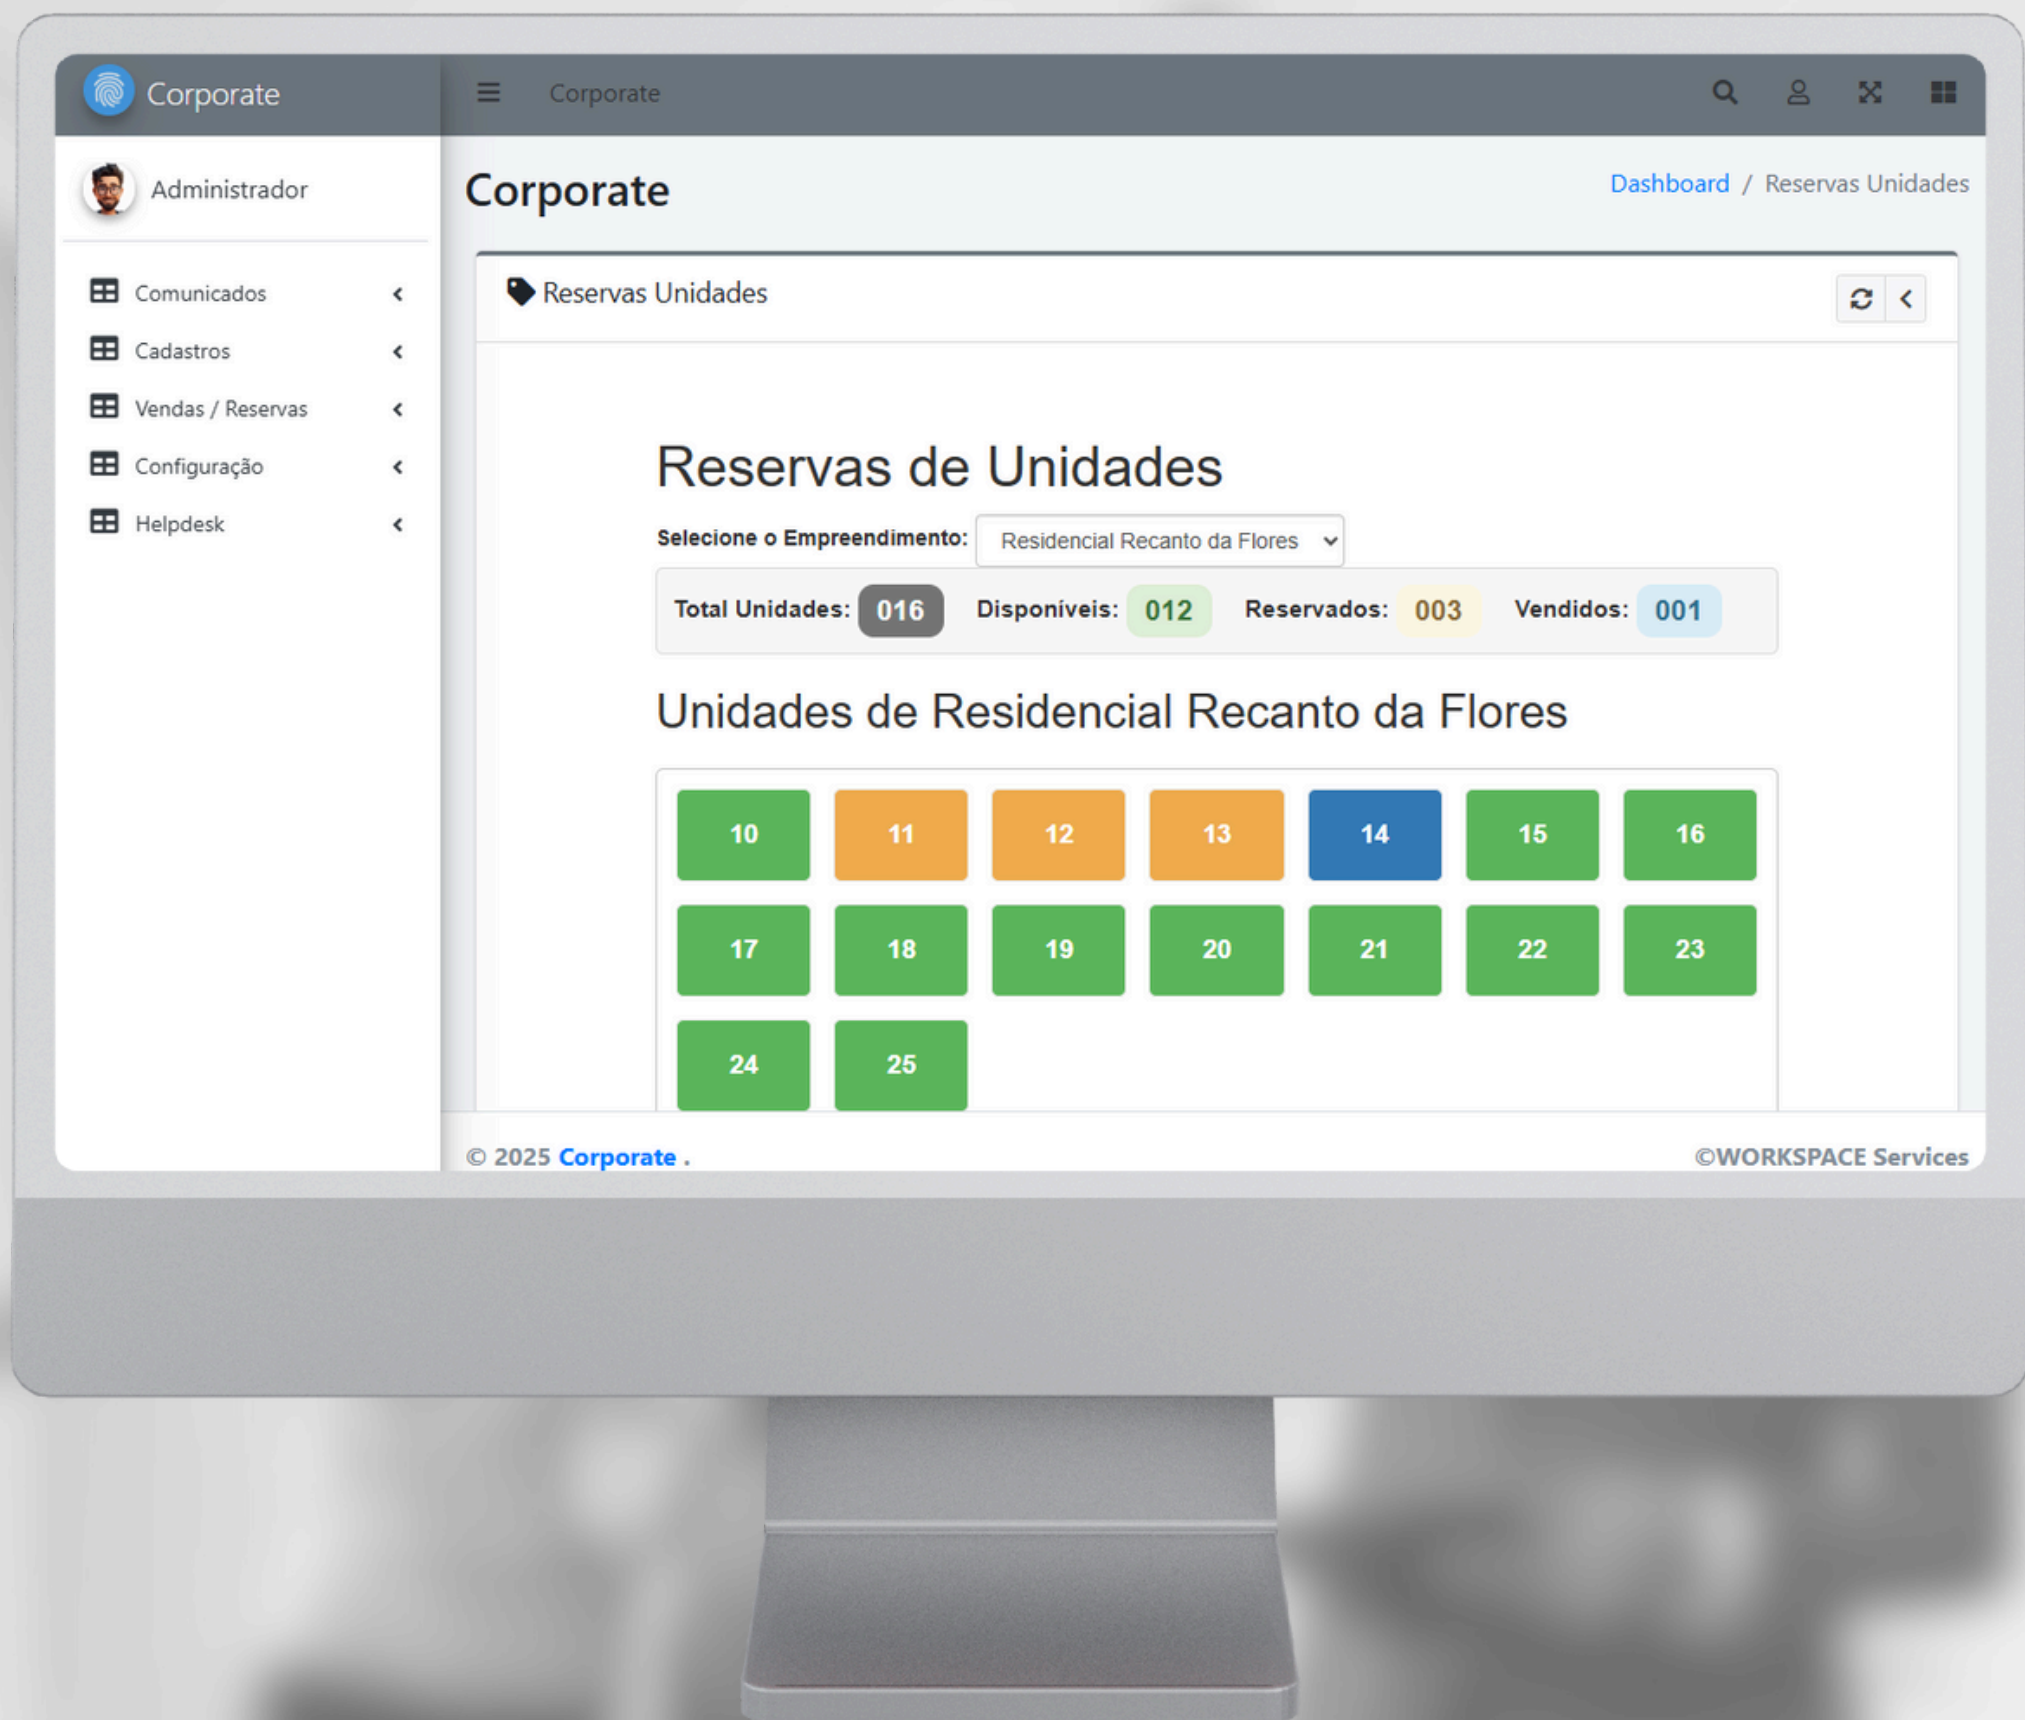 Corporate
Corporate
Administrador
Comunicados
Cadastros
Vendas / Reservas
Configuração
Helpdesk
Corporate
Dashboard / Reservas Unidades
Reservas Unidades
Reservas de Unidades
Selecione o Empreendimento: Residencial Recanto da Flores
Total Unidades: 016 Disponíveis: 012 Reservados: 003 Vendidos: 001
Unidades de Residencial Recanto da Flores
10 11 12 13 14 15 16
17 18 19 20 21 22 23
24 25
© 2025 Corporate .
©WORKSPACE Services